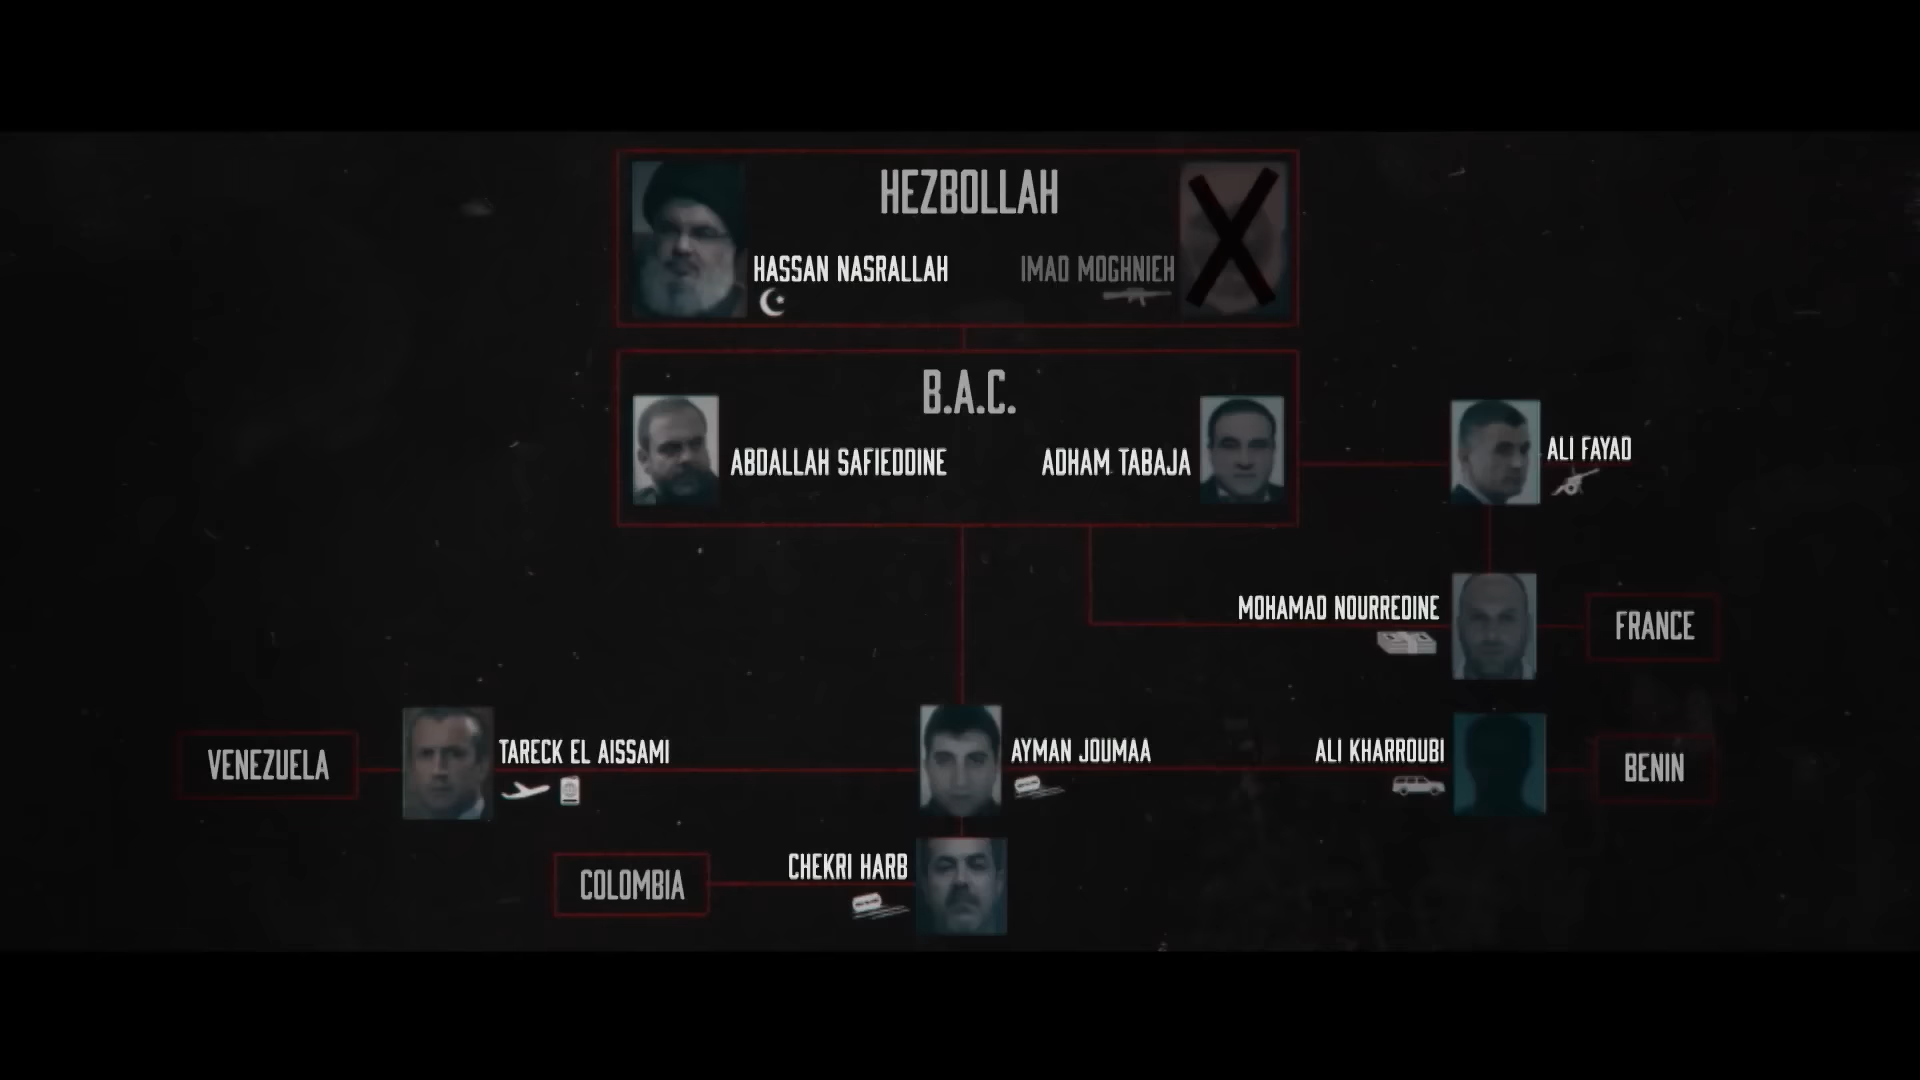 HEZBOLLAH
HASSAN NASRALLAH
IMAD MOGHNIEH
B.A.C.
ABDALLAH SAFIEDDINE
ADHAM TABAJA
ALI FAYAD
MOHAMAD NOURREDINE
FRANCE
VENEZUELA
TARECK EL AISSAMI
AYMAN JOUMAA
ALI KHARROUBI
BENIN
COLOMBIA
CHEKRI HARB